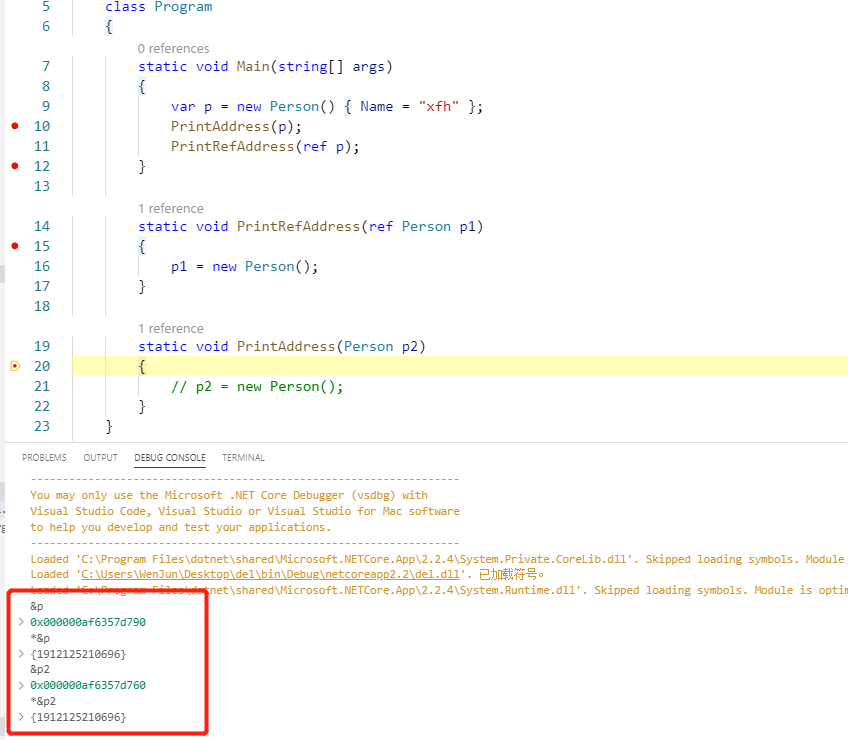 5 class Program
6 {
0 references
7 static void Main(string[] args)
8 {
9 var p = new Person() { Name = "xfh" };
10 PrintAddress(p);
11 PrintRefAddress(ref p);
12 }
13
1 reference
14 static void PrintRefAddress(ref Person p1)
15 {
16 p1 = new Person();
17 }
18
1 reference
19 static void PrintAddress(Person p2)
20 {
21 // p2 = new Person();
22 }
23 }
PROBLEMS OUTPUT DEBUG CONSOLE TERMINAL
-------------------------------------------------------------------
You may only use the Microsoft .NET Core Debugger (vsdbg) with
Visual Studio Code, Visual Studio or Visual Studio for Mac software
to help you develop and test your applications.
-------------------------------------------------------------------
Loaded 'C:\Program Files\dotnet\shared\Microsoft.NETCore.App\2.2.4\System.Private.CoreLib.dll'. Skipped loading symbols. Module
Loaded 'C:\Users\WenJun\Desktop\del\bin\Debug\netcoreapp2.2\del.dll'. 已加载符号。
Loaded 'C:\Program Files\dotnet\shared\Microsoft.NETCore.App\2.2.4\System.Runtime.dll'. Skipped loading symbols. Module is optim
&p
> 0x000000af6357d790
*&p
> {1912125210696}
&p2
> 0x000000af6357d760
*&p2
> {1912125210696}